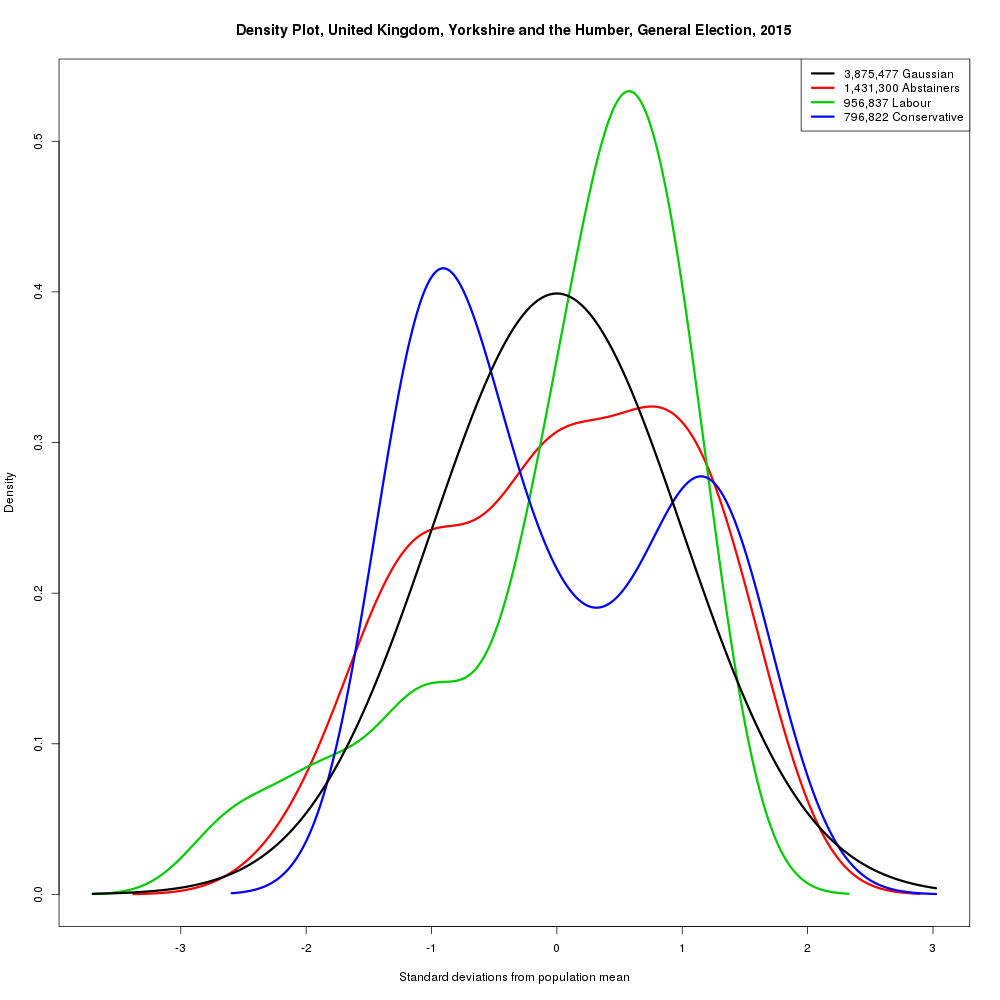 Density Plot, United Kingdom, Yorkshire and the Humber, General Election, 2015
3,875,477 Gaussian
1,431,300 Abstainers
956,837 Labour
796,822 Conservative
Density
0.5
0.4
0.3
0.2
0.1
0.0
-3 -2 -1 0 1 2 3
Standard deviations from population mean